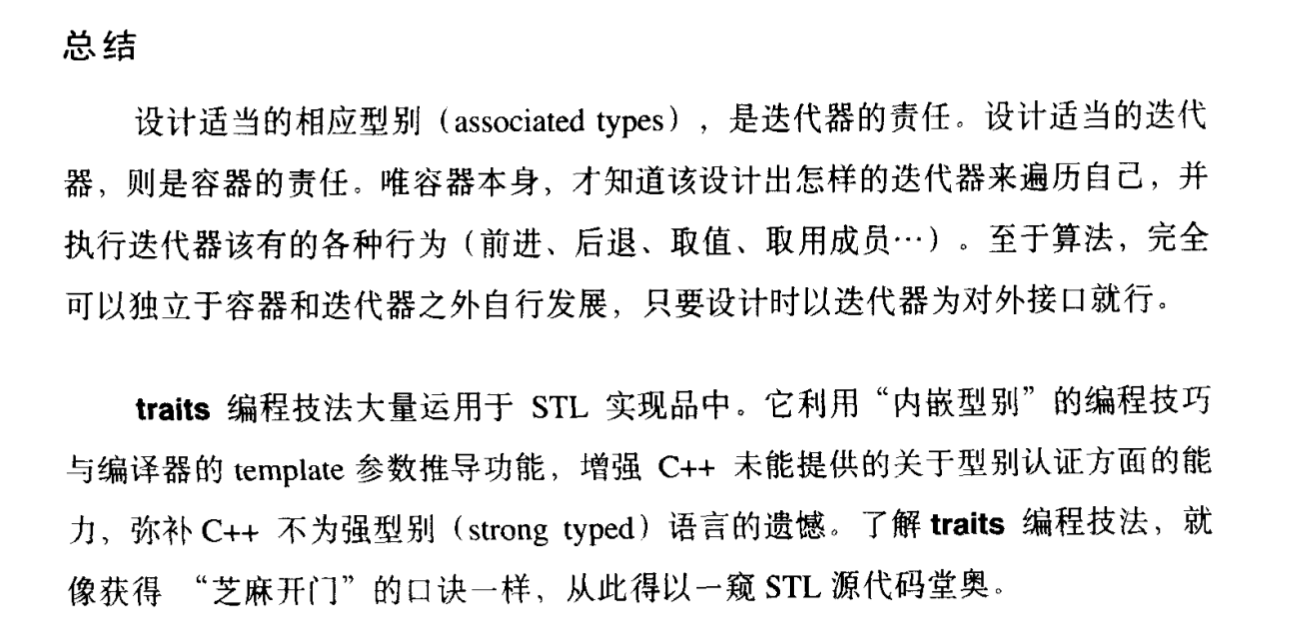 总结
设计适当的相应型别（associated types），是迭代器的责任。设计适当的迭代
器，则是容器的责任。唯容器本身，才知道该设计出怎样的迭代器来遍历自己，并
执行迭代器该有的各种行为（前进、后退、取值、取用成员…）。至于算法，完全
可以独立于容器和迭代器之外自行发展，只要设计时以迭代器为对外接口就行。
traits 编程技法大量运用于 STL 实现品中。它利用“内嵌型别”的编程技巧
与编译器的 template 参数推导功能，增强 C++ 未能提供的关于型别认证方面的能
力，弥补 C++ 不为强型别（strong typed）语言的遗憾。了解 traits 编程技法，就
像获得 “芝麻开门”的口诀一样，从此得以一窥 STL 源代码堂奥。